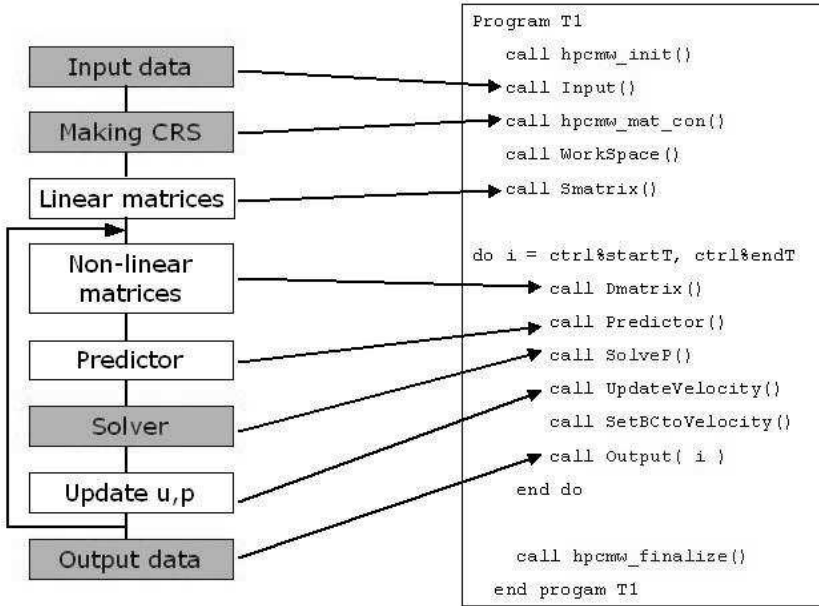 Input data
Making CRS
Linear matrices
Non-linear
matrices
Predictor
Solver
Update u,p
Output data
Program T1
call hpcmw_init()
call Input()
call hpcmw_mat_con()
call WorkSpace()
call Smatrix()
do i = ctrl%startT, ctrl%endT
call Dmatrix()
call Predictor()
call SolveP()
call UpdateVelocity()
call SetBCtoVelocity()
call Output( i )
end do
call hpcmw_finalize()
end progam T1